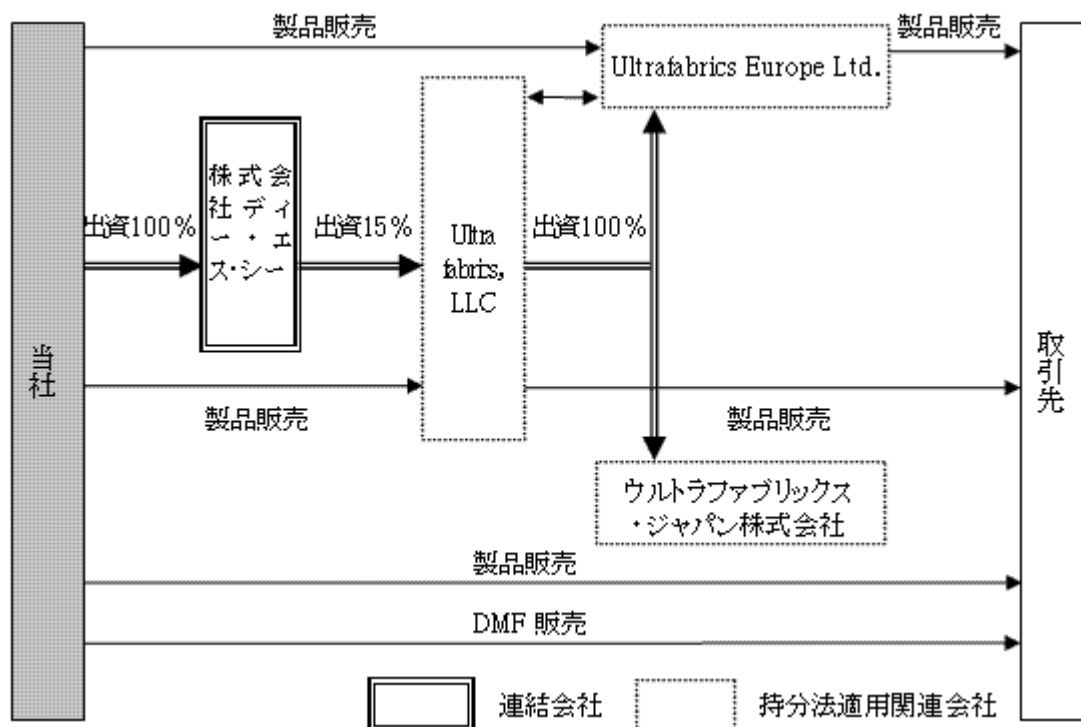 製品販売
製品販売
Ultrafabrics Europe Ltd.
株式会
社ディ
ー・エ
ス・シー
出資100%
出資15%
Ultra
fabrics,
LLC
出資100%
当社
取引先
製品販売
製品販売
ウルトラファブリックス
・ジャパン株式会社
製品販売
DMF 販売
連結会社
持分法適用関連会社